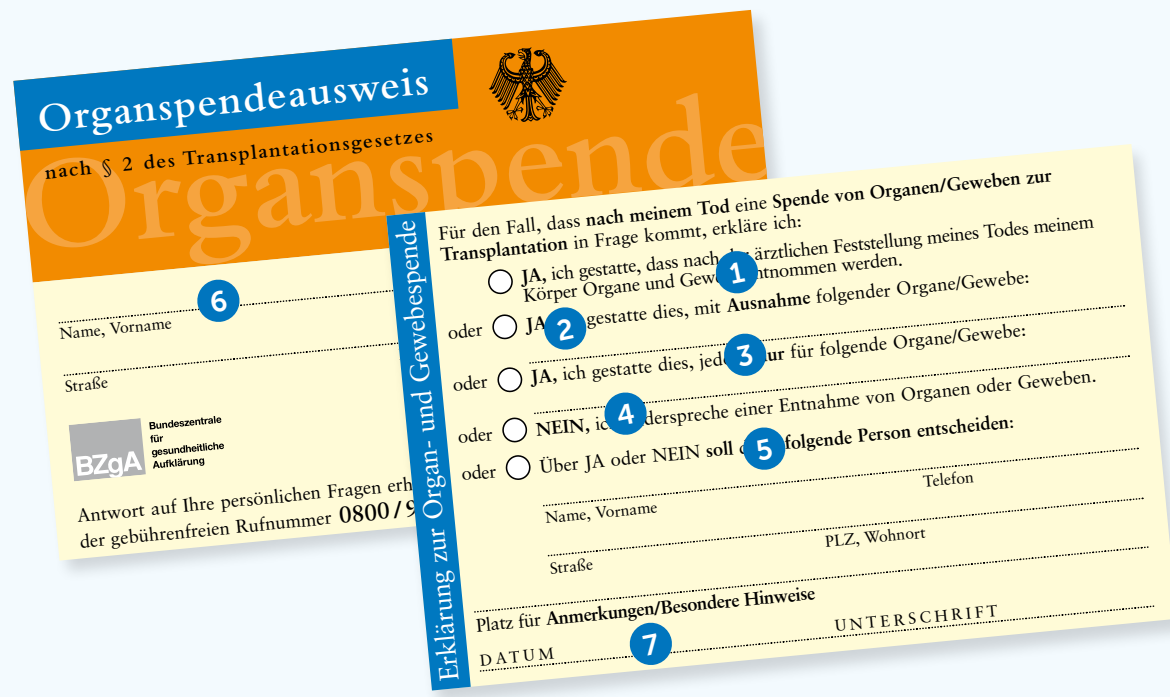 Organspendeausweis
nach § 2 des Transplantationsgesetzes
Organspende
6
Name, Vorname
Straße
BZgA
Bundeszentrale
für
gesundheitliche
Aufklärung
Antwort auf Ihre persönlichen Fragen
der gebührenfreien Rufnummer 0800/9
Erklärung zur Organ- und Gewebespende
Für den Fall, dass nach meinem Tod eine Spende von Organen/Geweben zur
Transplantation in Frage kommt, erkläre ich:
JA, ich gestatte, dass nach 1 ärztlichen Feststellung meines Todes meinem
Körper Organe und entnommen werden.
oder JA, 2 gestatte dies, mit Ausnahme folgender Organe/Gewebe:
oder JA, ich gestatte dies, 3 nur für folgende Organe/Gewebe:
oder NEIN, 4 einer Entnahme von Organen oder Geweben.
oder Über JA oder NEIN soll 5 folgende Person entscheiden:
Name, Vorname Telefon
Straße PLZ, Wohnort
Platz für Anmerkungen/Besondere Hinweise
DATUM 7 UNTERSCHRIFT